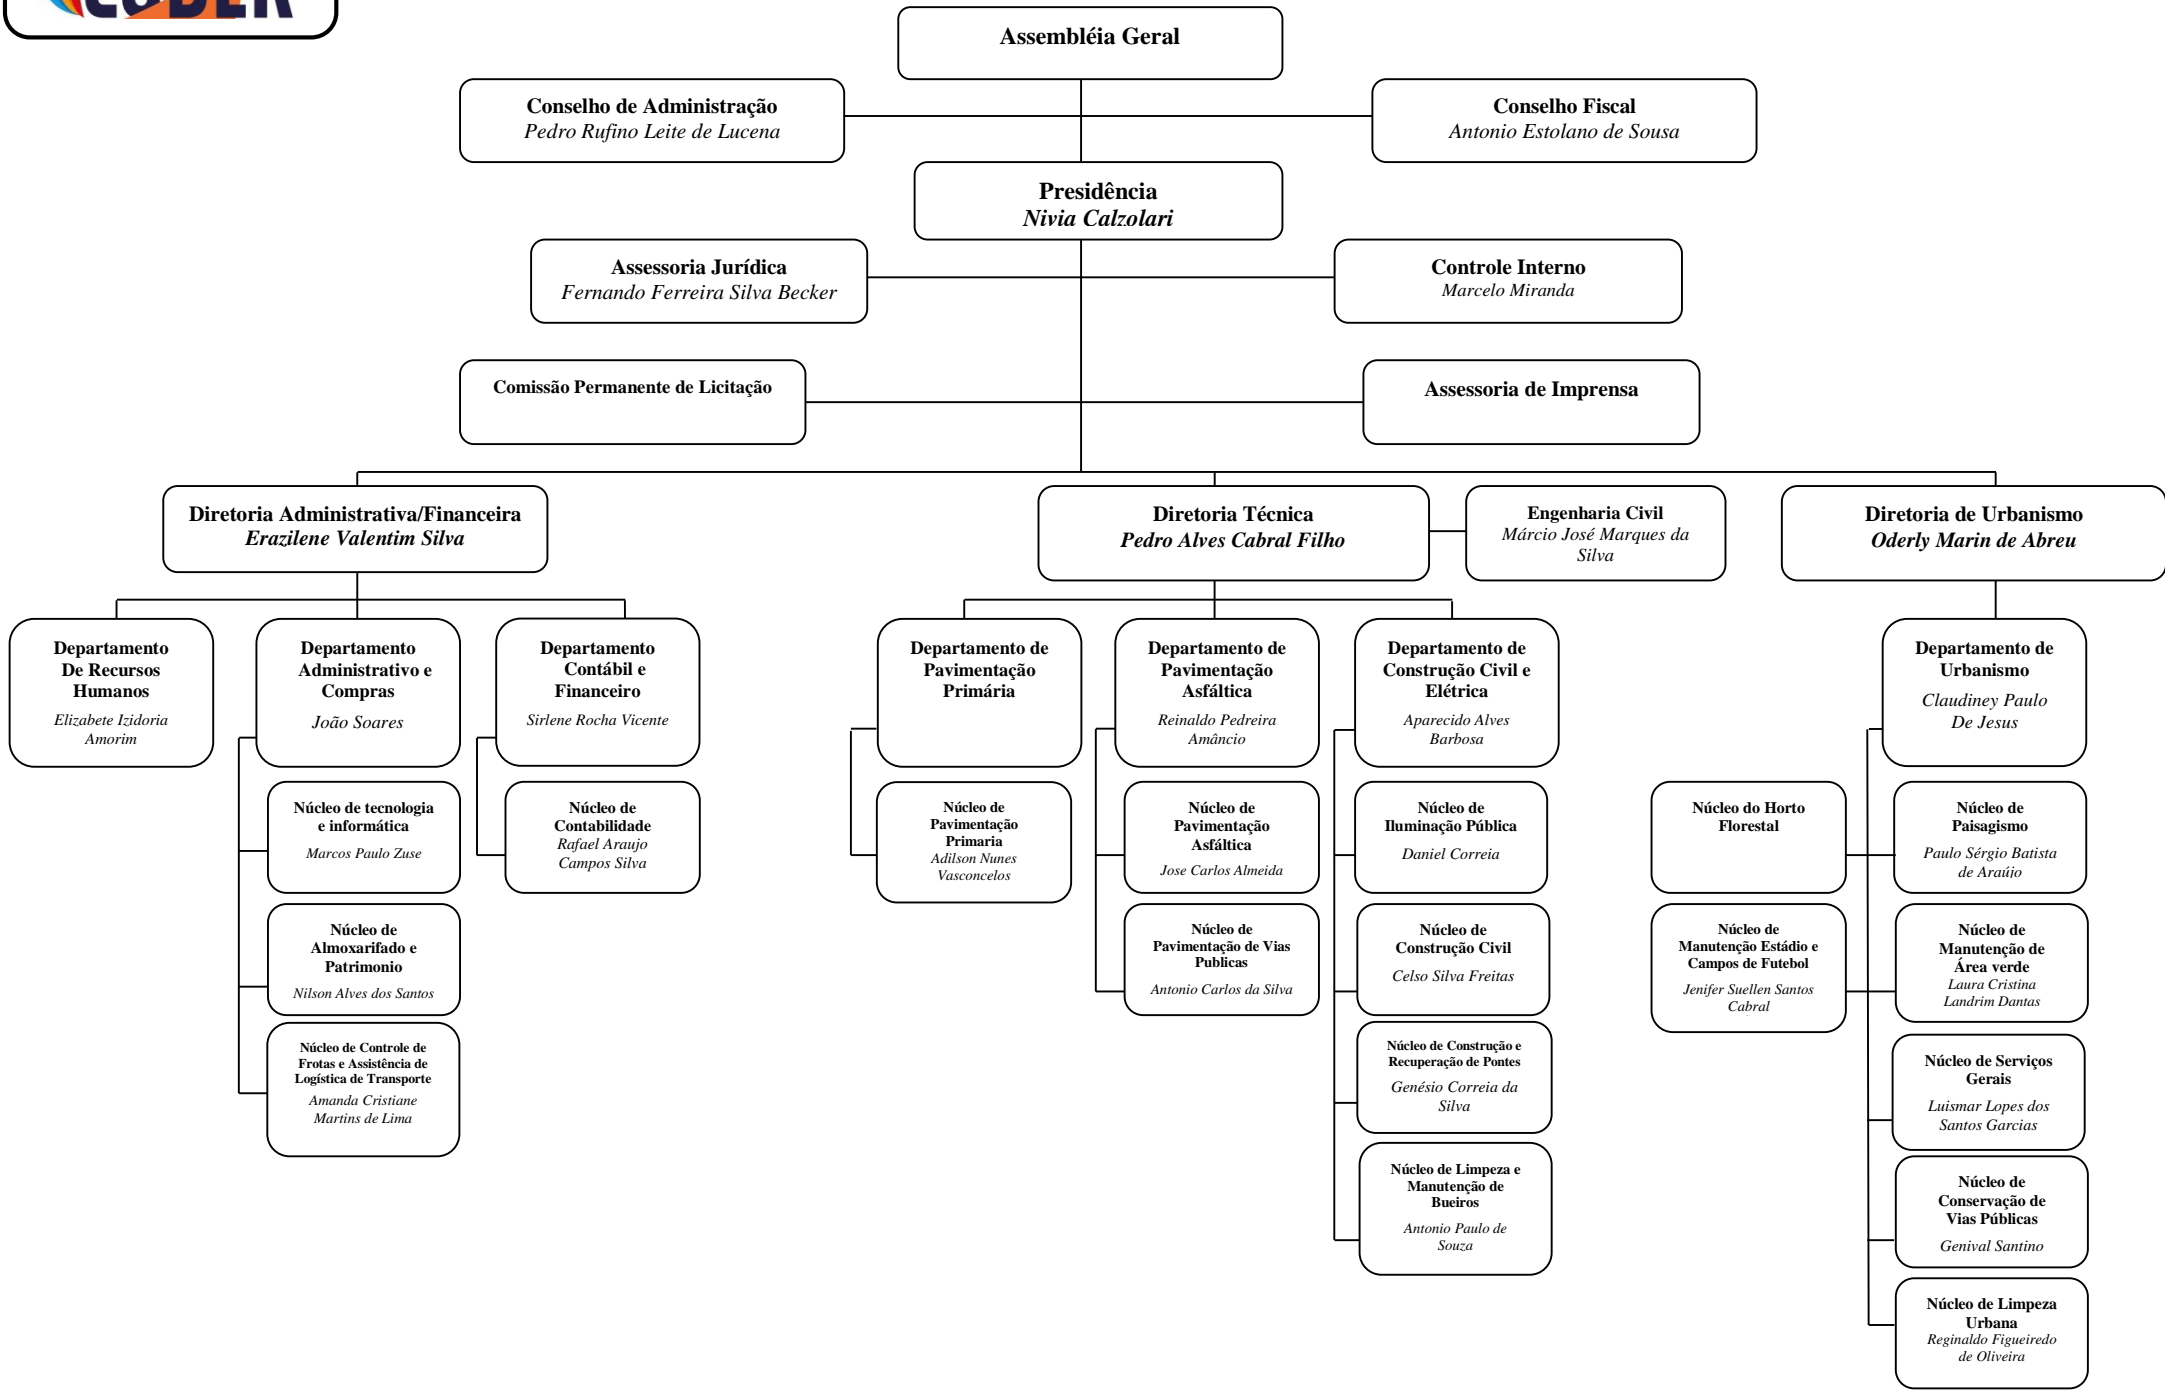 CODER
Assembléia Geral
Conselho de Administração
Pedro Rufino Leite de Lucena
Conselho Fiscal
Antonio Estolano de Sousa
Presidência
Nivia Calzolari
Assessoria Jurídica
Fernando Ferreira Silva Becker
Controle Interno
Marcelo Miranda
Comissão Permanente de Licitação
Assessoria de Imprensa
Diretoria Administrativa/Financeira
Erazilene Valentim Silva
Diretoria Técnica
Pedro Alves Cabral Filho
Engenharia Civil
Márcio José Marques da
Silva
Diretoria de Urbanismo
Oderly Marin de Abreu
Departamento
De Recursos
Humanos
Elizabete Izidoria
Amorim
Departamento
Administrativo e
Compras
João Soares
Departamento
Contábil e
Financeiro
Sirlene Rocha Vicente
Departamento de
Pavimentação
Primária
Departamento de
Pavimentação
Asfáltica
Reinaldo Pedreira
Amâncio
Departamento de
Construção Civil e
Elétrica
Aparecido Alves
Barbosa
Departamento de
Urbanismo
Claudiney Paulo
De Jesus
Núcleo de tecnologia
e informática
Marcos Paulo Zuse
Núcleo de
Contabilidade
Rafael Araujo
Campos Silva
Núcleo de
Pavimentação
Primaria
Adilson Nunes
Vasconcelos
Núcleo de
Pavimentação
Asfáltica
Jose Carlos Almeida
Núcleo de
Iluminação Pública
Daniel Correia
Núcleo do Horto
Florestal
Núcleo de
Paisagismo
Paulo Sérgio Batista
de Araújo
Núcleo de
Almoxarifado e
Patrimonio
Nilson Alves dos Santos
Núcleo de
Pavimentação de Vias
Publicas
Antonio Carlos da Silva
Núcleo de
Construção Civil
Celso Silva Freitas
Núcleo de
Manutenção Estádio e
Campos de Futebol
Jenifer Suellen Santos
Cabral
Núcleo de
Manutenção de
Área verde
Laura Cristina
Landrim Dantas
Núcleo de Controle de
Frotas e Assistência de
Logística de Transporte
Amanda Cristiane
Martins de Lima
Núcleo de Construção e
Recuperação de Pontes
Genésio Correia da
Silva
Núcleo de Serviços
Gerais
Luismar Lopes dos
Santos Garcias
Núcleo de Limpeza e
Manutenção de
Bueiros
Antonio Paulo de
Souza
Núcleo de
Conservação de
Vias Públicas
Genival Santino
Núcleo de Limpeza
Urbana
Reginaldo Figueiredo
de Oliveira